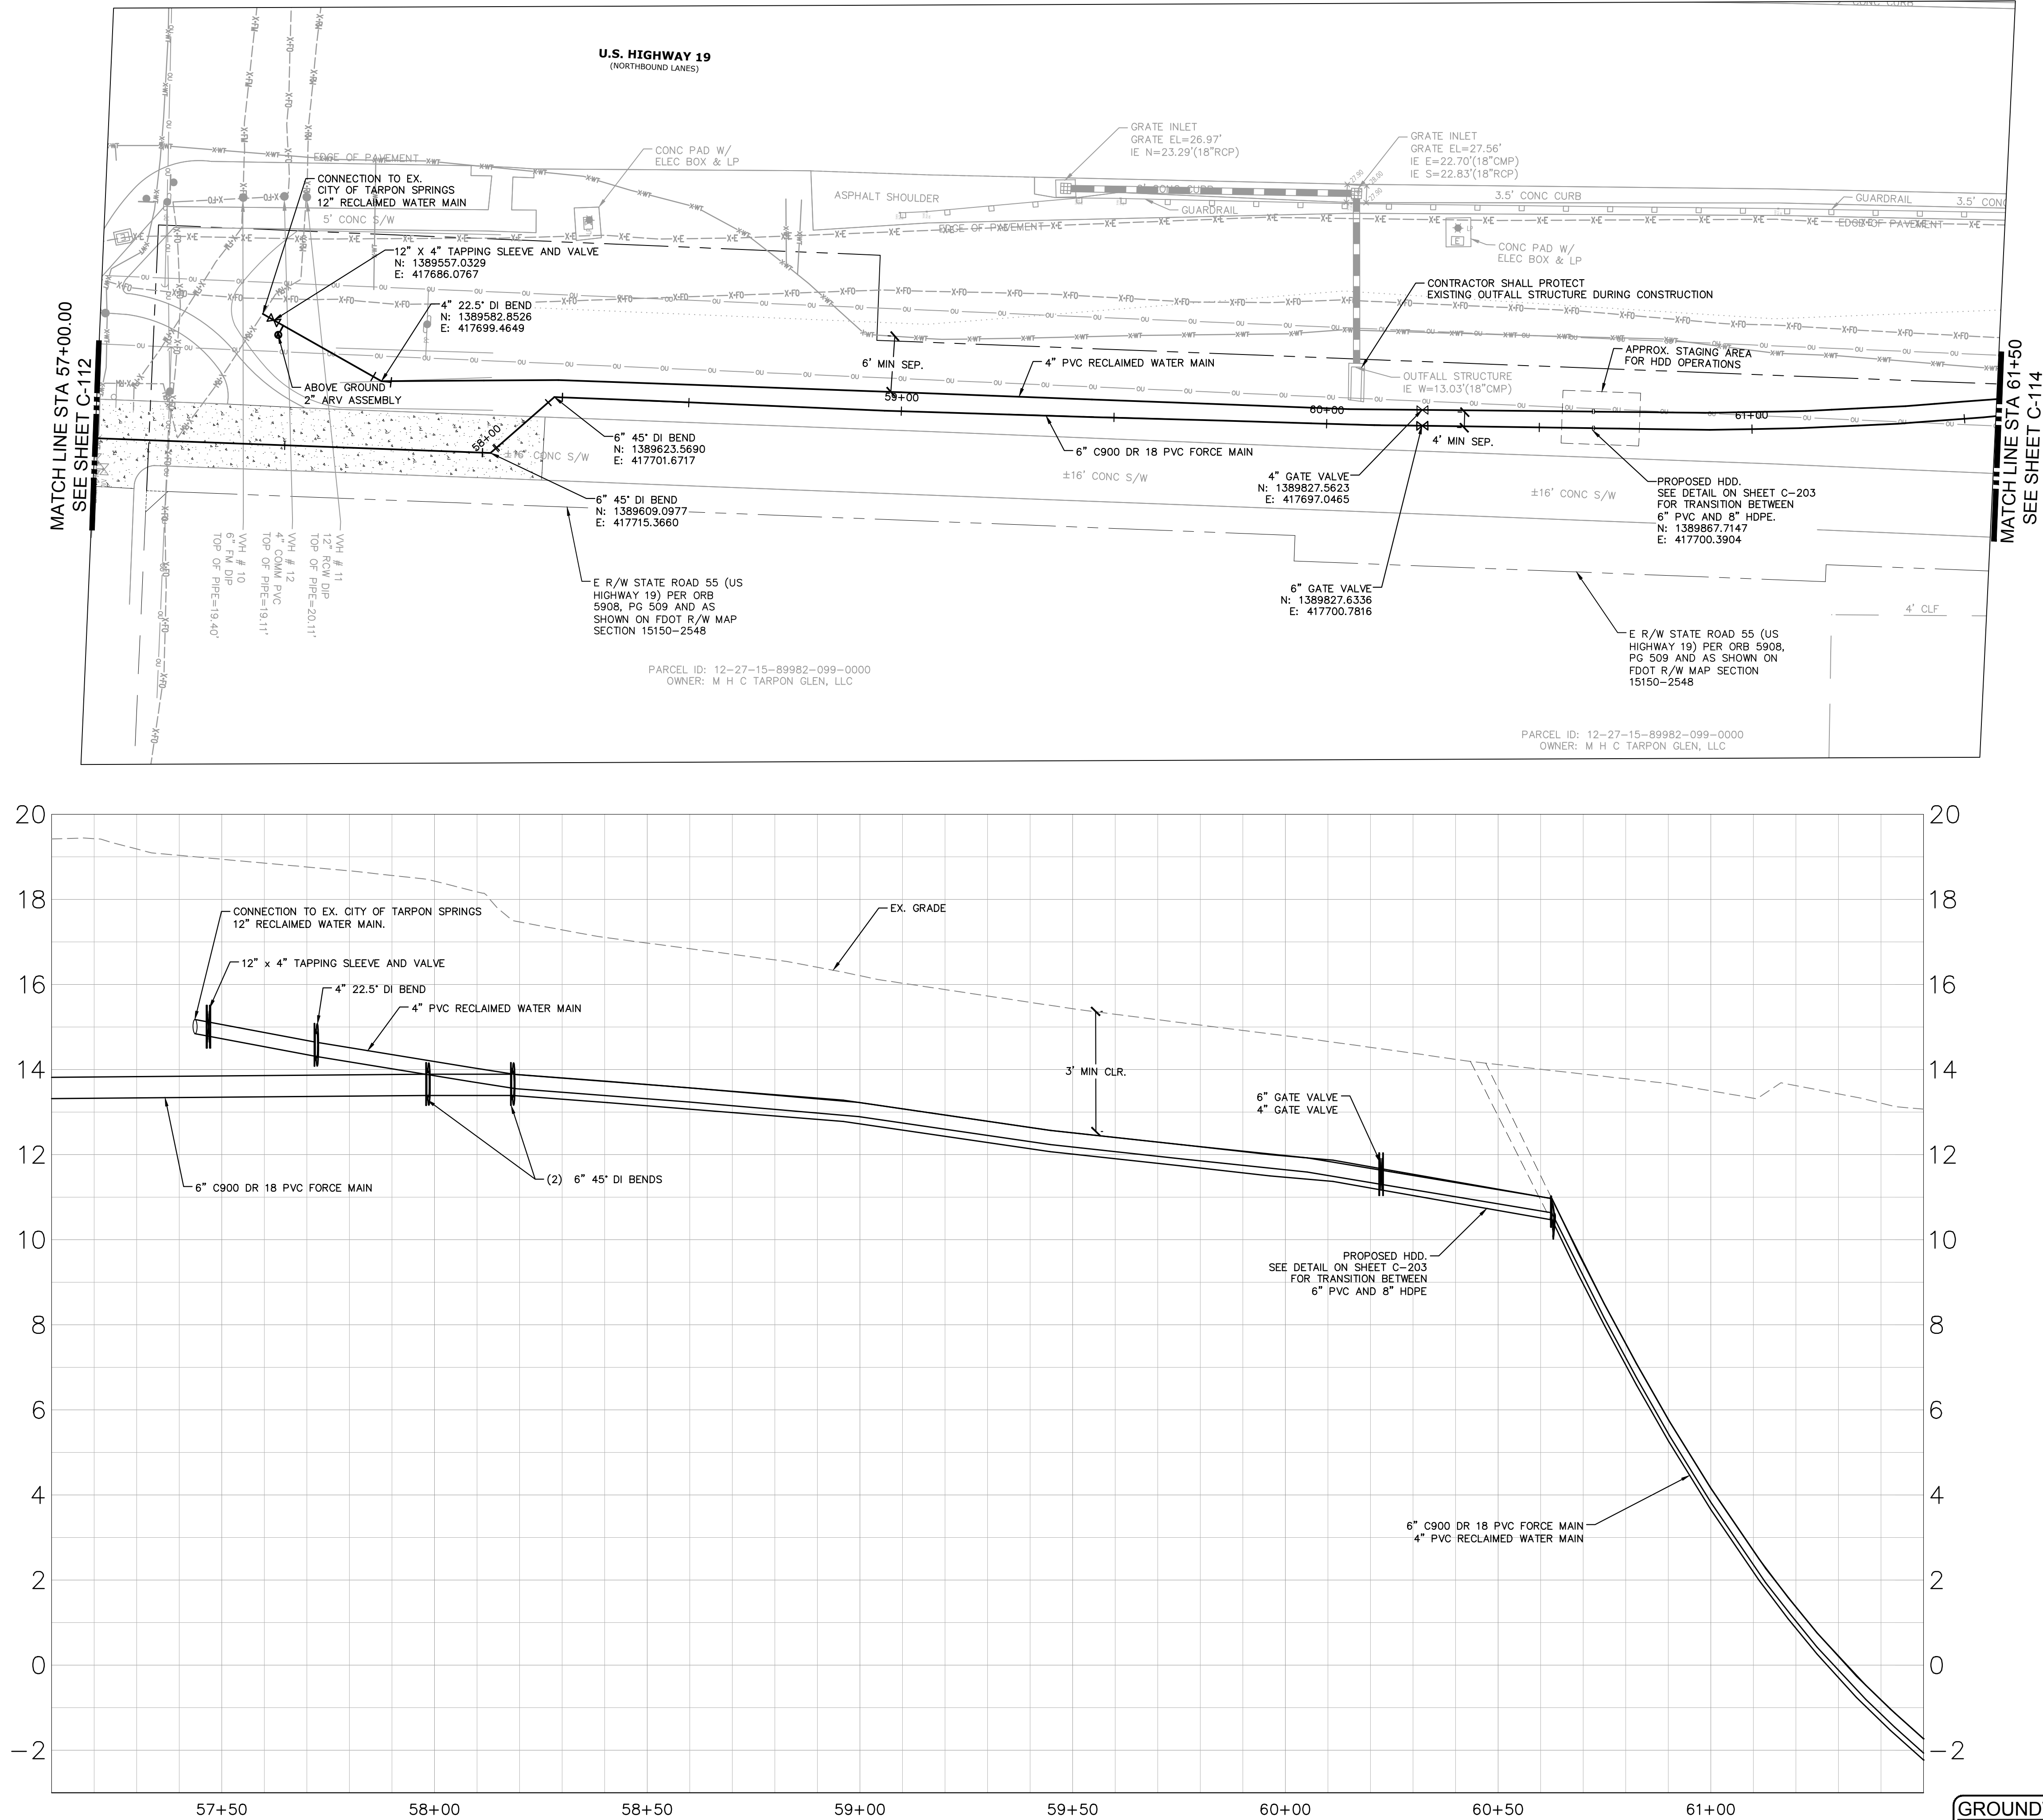 2' CONC CURB
U.S. HIGHWAY 19
(NORTHBOUND LANES)
GRATE INLET
GRATE EL=26.97'
IE N=23.29'(18"RCP)
GRATE INLET
GRATE EL=27.56'
IE E=22.70'(18"CMP)
IE S=22.83'(18"RCP)
CONC PAD W/
ELEC BOX & LP
EDGE OF PAVEMENT
CONNECTION TO EX.
CITY OF TARPON SPRINGS
12" RECLAIMED WATER MAIN
5' CONC S/W
ASPHALT SHOULDER
GUARDRAIL
EDGE OF PAVEMENT
27.90
29.00
27.90
3.5' CONC CURB
GUARDRAIL
3.5' CONC
EDGE OF PAVEMENT
CONC PAD W/
ELEC BOX & LP
12" X 4" TAPPING SLEEVE AND VALVE
N: 1389557.0329
E: 417686.0767
4" 22.5° DI BEND
N: 1389582.8526
E: 417699.4649
CONTRACTOR SHALL PROTECT
EXISTING OUTFALL STRUCTURE DURING CONSTRUCTION
MATCH LINE STA 57+00.00
SEE SHEET C-112
6' MIN SEP.
4" PVC RECLAIMED WATER MAIN
APPROX. STAGING AREA
FOR HDD OPERATIONS
OUTFALL STRUCTURE
IE W=13.03'(18"CMP)
ABOVE GROUND
2" ARV ASSEMBLY
58+00
59+00
60+00
61+00
MATCH LINE STA 61+50
SEE SHEET C-114
±16' CONC S/W
6" 45° DI BEND
N: 1389623.5690
E: 417701.6717
6" C900 DR 18 PVC FORCE MAIN
4' MIN SEP.
±16' CONC S/W
4" GATE VALVE
N: 1389827.5623
E: 417697.0465
±16' CONC S/W
PROPOSED HDD.
SEE DETAIL ON SHEET C-203
FOR TRANSITION BETWEEN
6" PVC AND 8" HDPE.
N: 1389867.7147
E: 417700.3904
6" 45° DI BEND
N: 1389609.0977
E: 417715.3660
VVH # 10
6" FM DIP
TOP OF PIPE=19.40'
VVH # 12
4" COMM PVC
TOP OF PIPE=19.11'
VVH # 11
12" RCW DIP
TOP OF PIPE=20.11'
E R/W STATE ROAD 55 (US
HIGHWAY 19) PER ORB
5908, PG 509 AND AS
SHOWN ON FDOT R/W MAP
SECTION 15150-2548
6" GATE VALVE
N: 1389827.6336
E: 417700.7816
4' CLF
E R/W STATE ROAD 55 (US
HIGHWAY 19) PER ORB 5908,
PG 509 AND AS SHOWN ON
FDOT R/W MAP SECTION
15150-2548
PARCEL ID: 12-27-15-89982-099-0000
OWNER: M H C TARPON GLEN, LLC
PARCEL ID: 12-27-15-89982-099-0000
OWNER: M H C TARPON GLEN, LLC
20 20
18 18
CONNECTION TO EX. CITY OF TARPON SPRINGS
12" RECLAIMED WATER MAIN.
EX. GRADE
12" x 4" TAPPING SLEEVE AND VALVE
16 16
4" 22.5° DI BEND
4" PVC RECLAIMED WATER MAIN
14 14
3' MIN CLR.
6" GATE VALVE
4" GATE VALVE
12 12
(2) 6" 45° DI BENDS
6" C900 DR 18 PVC FORCE MAIN
10 10
PROPOSED HDD.
SEE DETAIL ON SHEET C-203
FOR TRANSITION BETWEEN
6" PVC AND 8" HDPE
8 8
6 6
4 4
6" C900 DR 18 PVC FORCE MAIN
4" PVC RECLAIMED WATER MAIN
2 2
0 0
-2 -2
57+50 58+00 58+50 59+00 59+50 60+00 60+50 61+00
GROUND